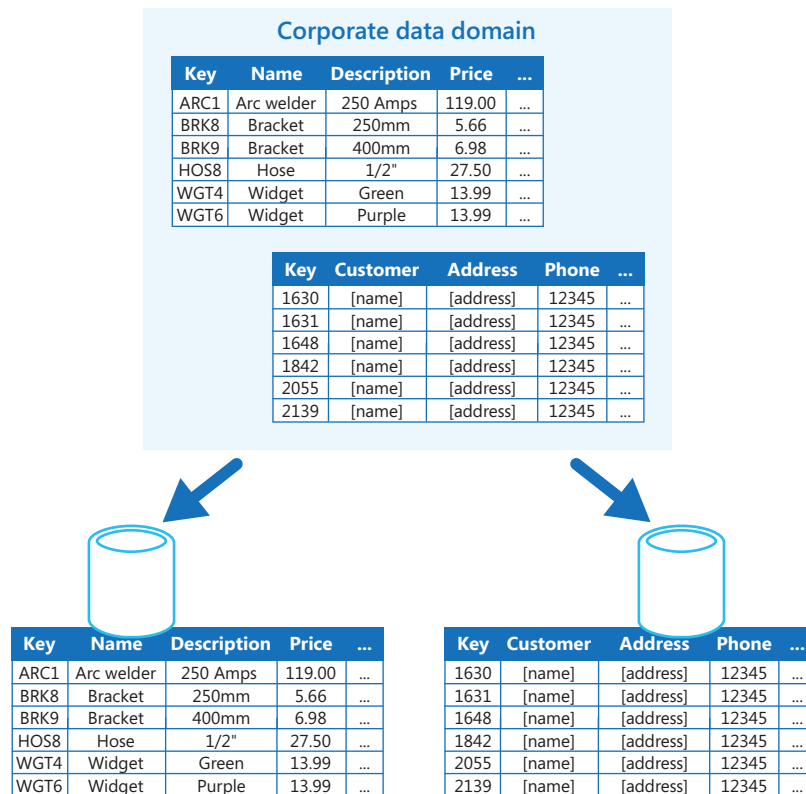 Corporate data domain
Key Name Description Price ...
ARC1 Arc welder 250 Amps 119.00 ...
BRK8 Bracket 250mm 5.66 ...
BRK9 Bracket 400mm 6.98 ...
HOS8 Hose 1/2" 27.50 ...
WGT4 Widget Green 13.99 ...
WGT6 Widget Purple 13.99 ...
Key Customer Address Phone ...
1630 [name] [address] 12345 ...
1631 [name] [address] 12345 ...
1648 [name] [address] 12345 ...
1842 [name] [address] 12345 ...
2055 [name] [address] 12345 ...
2139 [name] [address] 12345 ...
Key Name Description Price ...
ARC1 Arc welder 250 Amps 119.00 ...
BRK8 Bracket 250mm 5.66 ...
BRK9 Bracket 400mm 6.98 ...
HOS8 Hose 1/2" 27.50 ...
WGT4 Widget Green 13.99 ...
WGT6 Widget Purple 13.99 ...
Key Customer Address Phone ...
1630 [name] [address] 12345 ...
1631 [name] [address] 12345 ...
1648 [name] [address] 12345 ...
1842 [name] [address] 12345 ...
2055 [name] [address] 12345 ...
2139 [name] [address] 12345 ...